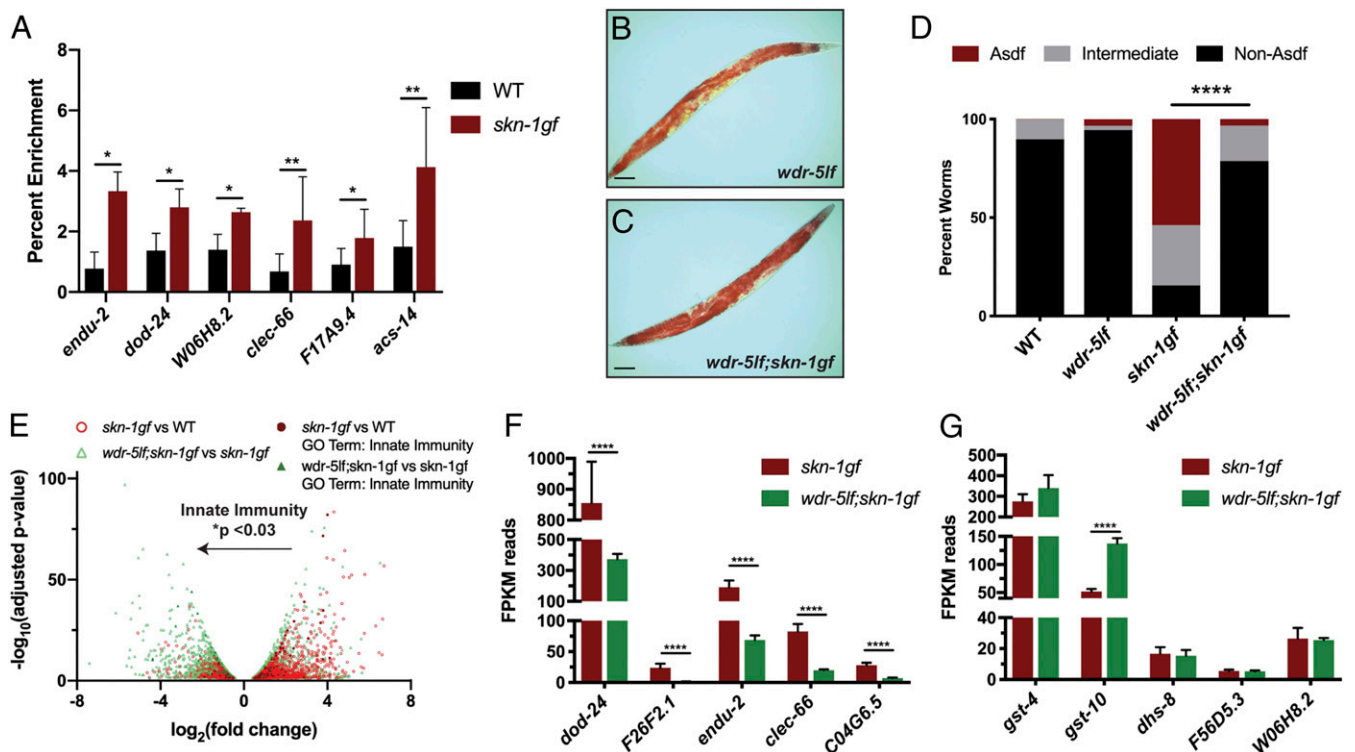 A
Percent Enrichment
8
6
4
2
0
*
*
*
**
*
**
WT
skn-1gf
endu-2
dod-24
W06H8.2
clec-66
F17A9.4
acs-14
B
wdr-5lf
C
wdr-5lf;skn-1gf
D
Asdf
Intermediate
Non-Asdf
****
Percent Worms
100
50
0
WT
wdr-5lf
skn-1gf
wdr-5lf;skn-1gf
E
skn-1gf vs WT
wdr-5lf;skn-1gf vs skn-1gf
skn-1gf vs WT
GO Term: Innate Immunity
wdr-5lf;skn-1gf vs skn-1gf
GO Term: Innate Immunity
Innate Immunity
*p <0.03
-log10(adjusted p-value)
100
50
0
-8
-4
0
4
8
log2(fold change)
F
FPKM reads
1000
900
800
500
400
300
200
100
100
75
50
25
0
****
****
****
****
****
skn-1gf
wdr-5lf;skn-1gf
dod-24
F26F2.1
endu-2
clec-66
C04G6.5
G
FPKM reads
500
400
300
200
150
100
50
40
20
0
****
skn-1gf
wdr-5lf;skn-1gf
gst-4
gst-10
dhs-8
F56D5.3
W06H8.2